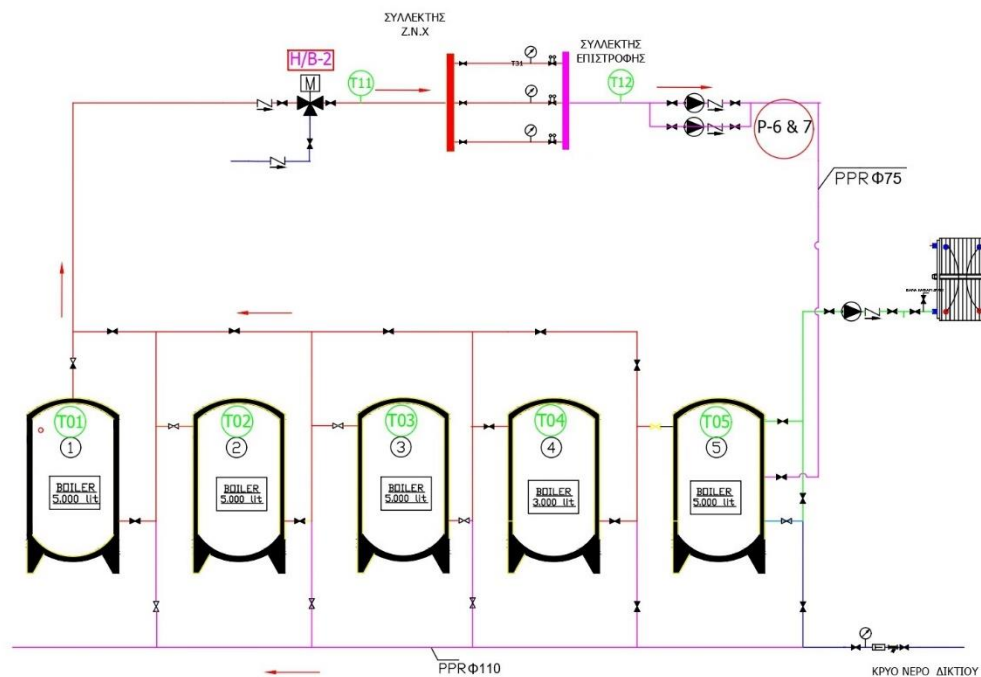 ΣΥΛΛΕΚΤΗΣ
Ζ.Ν.Χ
ΣΥΛΛΕΚΤΗΣ
ΕΠΙΣΤΡΟΦΗΣ
H/B-2
M
T11
T31
T12
P-6 & 7
PPR Φ75
T01
1
BOILER
5.000 lit
T02
2
BOILER
5.000 lit
T03
3
BOILER
5.000 lit
T04
4
BOILER
3.000 lit
T05
5
BOILER
5.000 lit
PPR Φ110
ΚΡΥΟ ΝΕΡΟ ΔΙΚΤΙΟΥ